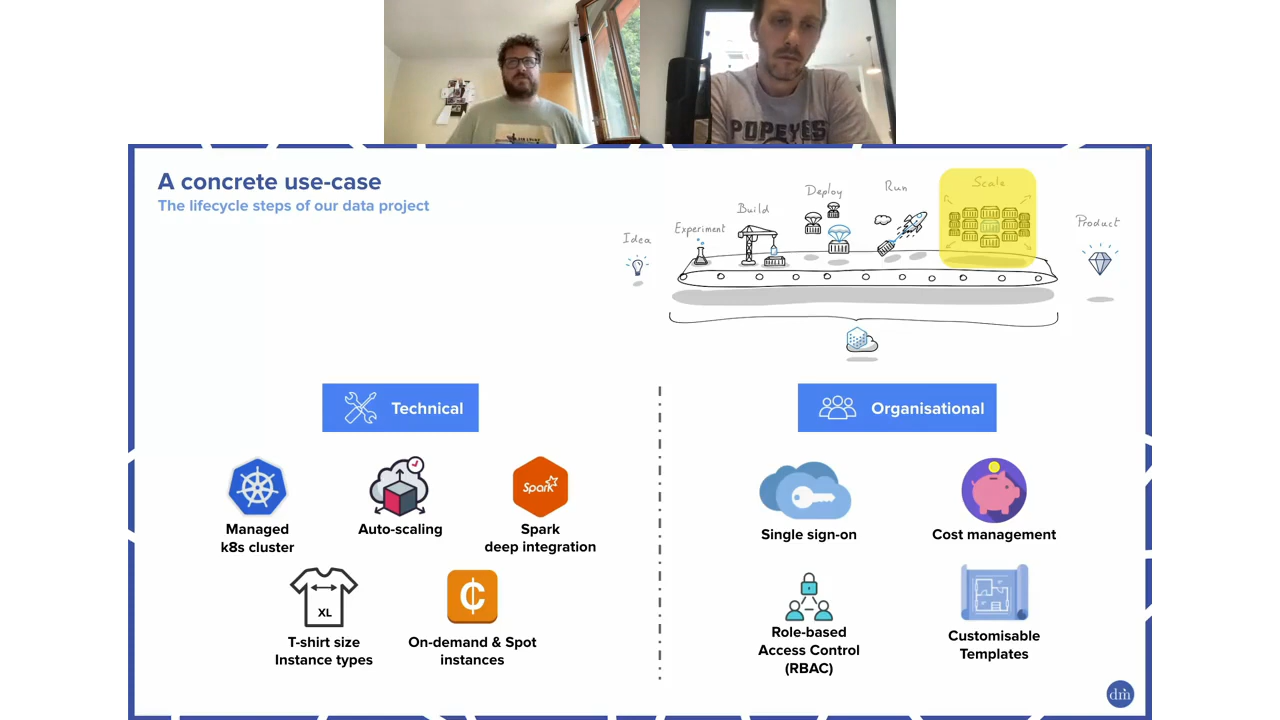 POPEYES
A concrete use-case
The lifecycle steps of our data project
Idea
Experiment
Build
Deploy
Run
Scale
Product
Technical
Organisational
Managed
k8s cluster
Auto-scaling
Spark
Spark
deep integration
XL
T-shirt size
Instance types
On-demand & Spot
instances
Single sign-on
Cost management
Role-based
Access Control
(RBAC)
Customisable
Templates
dm